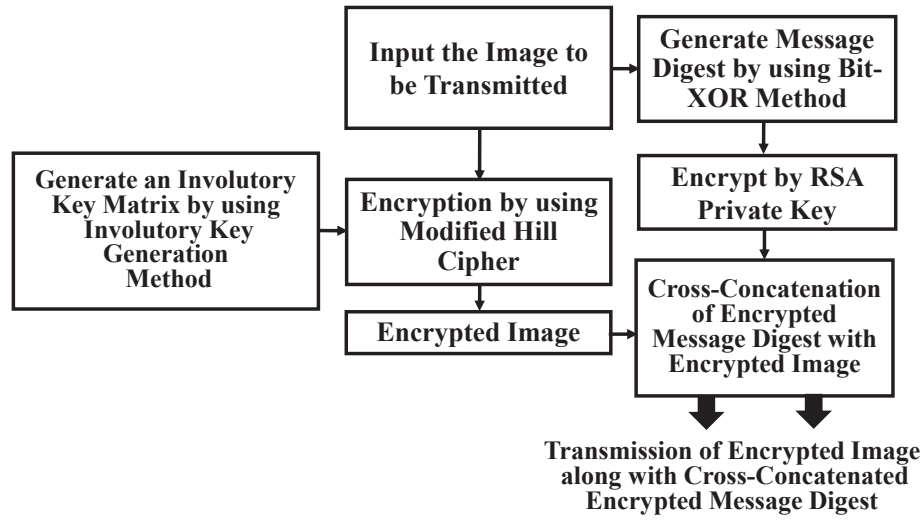 Input the Image to
be Transmitted
Generate Message
Digest by using Bit-
XOR Method
Generate an Involutory
Key Matrix by using
Involutory Key
Generation
Method
Encryption by using
Modified Hill
Cipher
Encrypt by RSA
Private Key
Encrypted Image
Cross-Concatenation
of Encrypted
Message Digest with
Encrypted Image
Transmission of Encrypted Image
along with Cross-Concatenated
Encrypted Message Digest